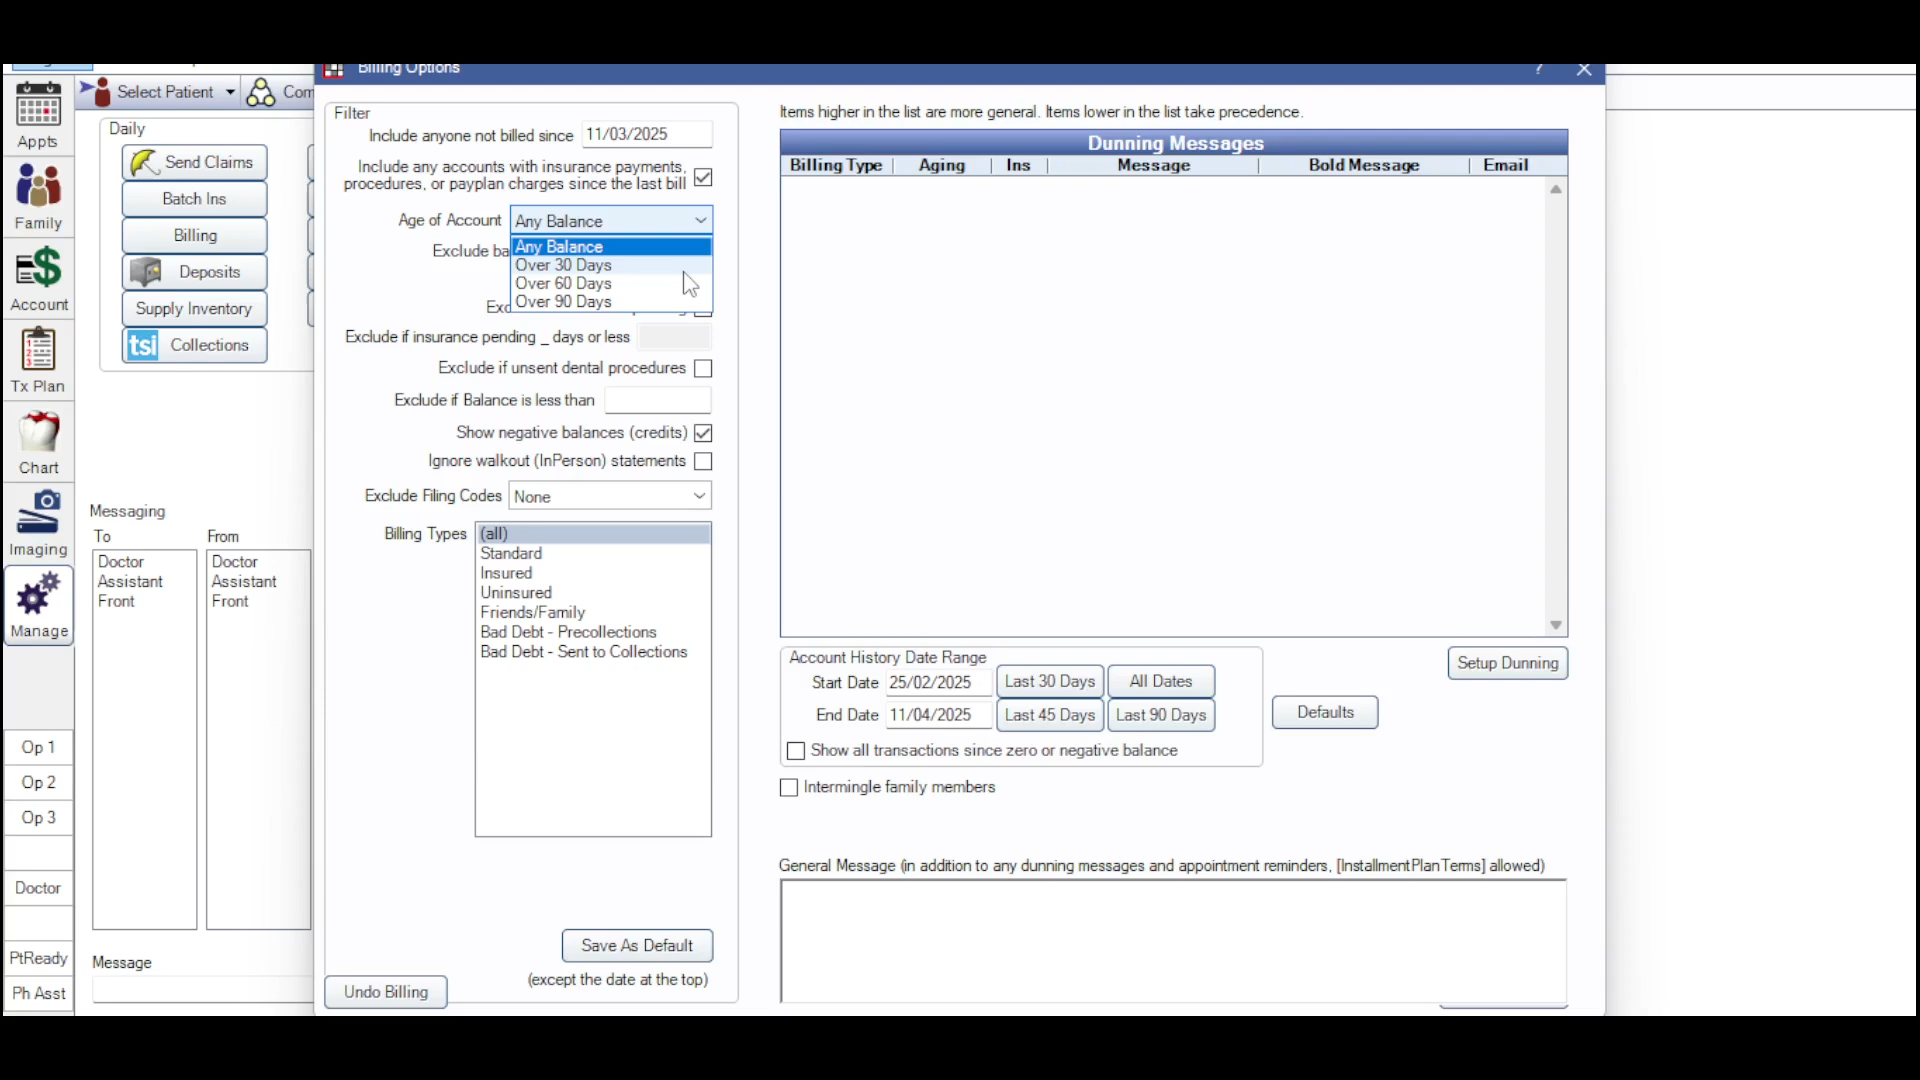 Billing Options
?
Select Patient
Com
Appts
Family
Account
Tx Plan
Chart
Imaging
Manage
Op 1
Op 2
Op 3
Doctor
PtReady
Ph Asst
Daily
Send Claims
Batch Ins
Billing
Deposits
Supply Inventory
tsi Collections
Messaging
To
From
Doctor
Assistant
Front
Doctor
Assistant
Front
Message
Filter
Include anyone not billed since 11/03/2025
Include any accounts with insurance payments,
procedures, or payplan charges since the last bill
Age of Account Any Balance
Any Balance
Over 30 Days
Over 60 Days
Over 90 Days
Exclude ba
Exc
Exclude if insurance pending _ days or less
Exclude if unsent dental procedures
Exclude if Balance is less than
Show negative balances (credits)
Ignore walkout (InPerson) statements
Exclude Filing Codes None
Billing Types
(all)
Standard
Insured
Uninsured
Friends/Family
Bad Debt - Precollections
Bad Debt - Sent to Collections
Save As Default
(except the date at the top)
Undo Billing
Items higher in the list are more general. Items lower in the list take precedence.
Dunning Messages
Billing Type Aging Ins Message Bold Message Email
Setup Dunning
Account History Date Range
Start Date 25/02/2025 Last 30 Days All Dates
End Date 11/04/2025 Last 45 Days Last 90 Days
Defaults
Show all transactions since zero or negative balance
Intermingle family members
General Message (in addition to any dunning messages and appointment reminders, [InstallmentPlanTerms] allowed)